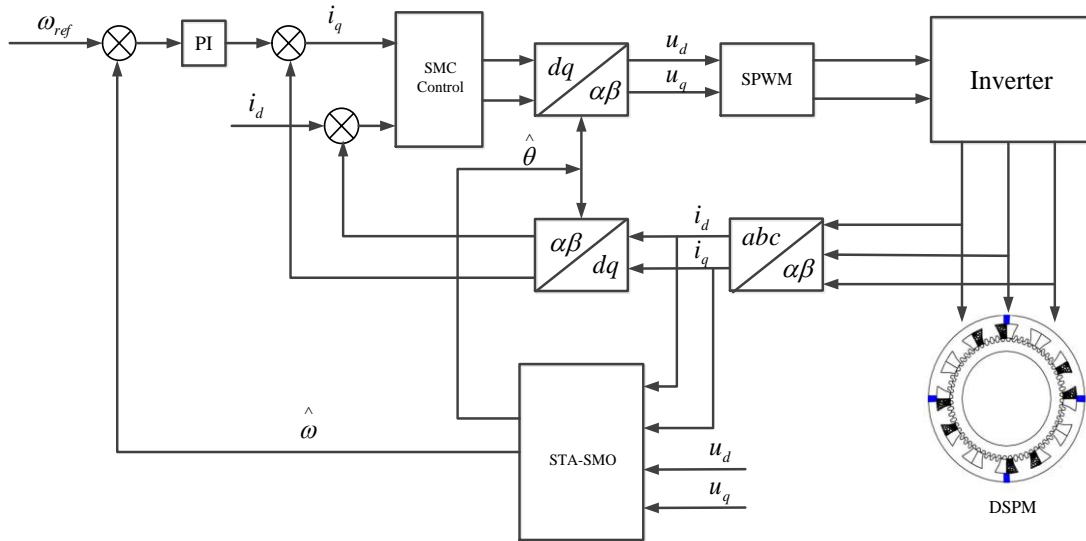 ω_ref
PI
i_q
SMC
Control
dq
αβ
u_d
u_q
SPWM
Inverter
i_d
^
θ
αβ
dq
i_d
i_q
abc
αβ
^
ω
STA-SMO
u_d
u_q
DSPM